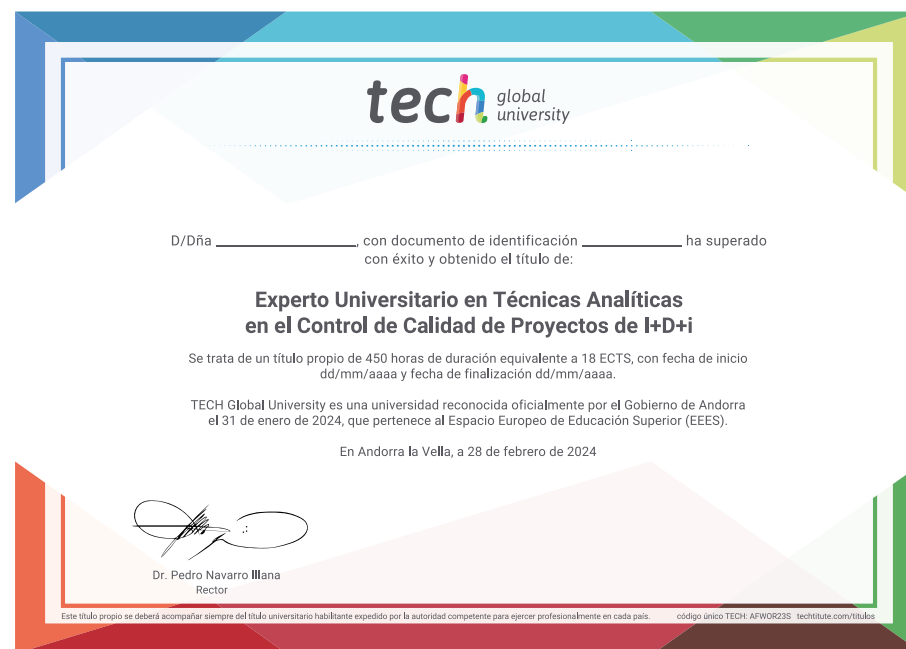 tech global university
D/Dña ____________, con documento de identificación ____________ ha superado
con éxito y obtenido el título de:
Experto Universitario en Técnicas Analíticas
en el Control de Calidad de Proyectos de I+D+i
Se trata de un título propio de 450 horas de duración equivalente a 18 ECTS, con fecha de inicio
dd/mm/aaaa y fecha de finalización dd/mm/aaaa.
TECH Global University es una universidad reconocida oficialmente por el Gobierno de Andorra
el 31 de enero de 2024, que pertenece al Espacio Europeo de Educación Superior (EEES).
En Andorra la Vella, a 28 de febrero de 2024
Dr. Pedro Navarro Illana
Rector
Este título propio se deberá acompañar siempre del título universitario habilitante expedido por la autoridad competente para ejercer profesionalmente en cada país. código único TECH: AFWOR23S techtitute.com/titulos